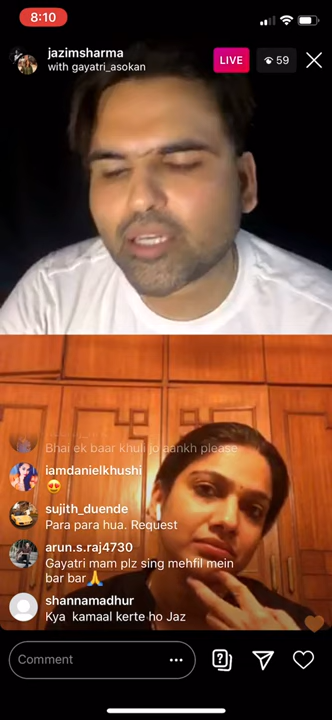 8:10
jazimsharma
with gayatri_asokan
LIVE
59
Bhai ek baar khuli jo aankh please
iamdanielkhushi
😍
sujith_duende
Para para hua. Request
arun.s.raj4730
Gayatri mam plz sing mehfil mein
bar bar🙏
shannamadhur
Kya kamaal kerte ho Jaz
Comment